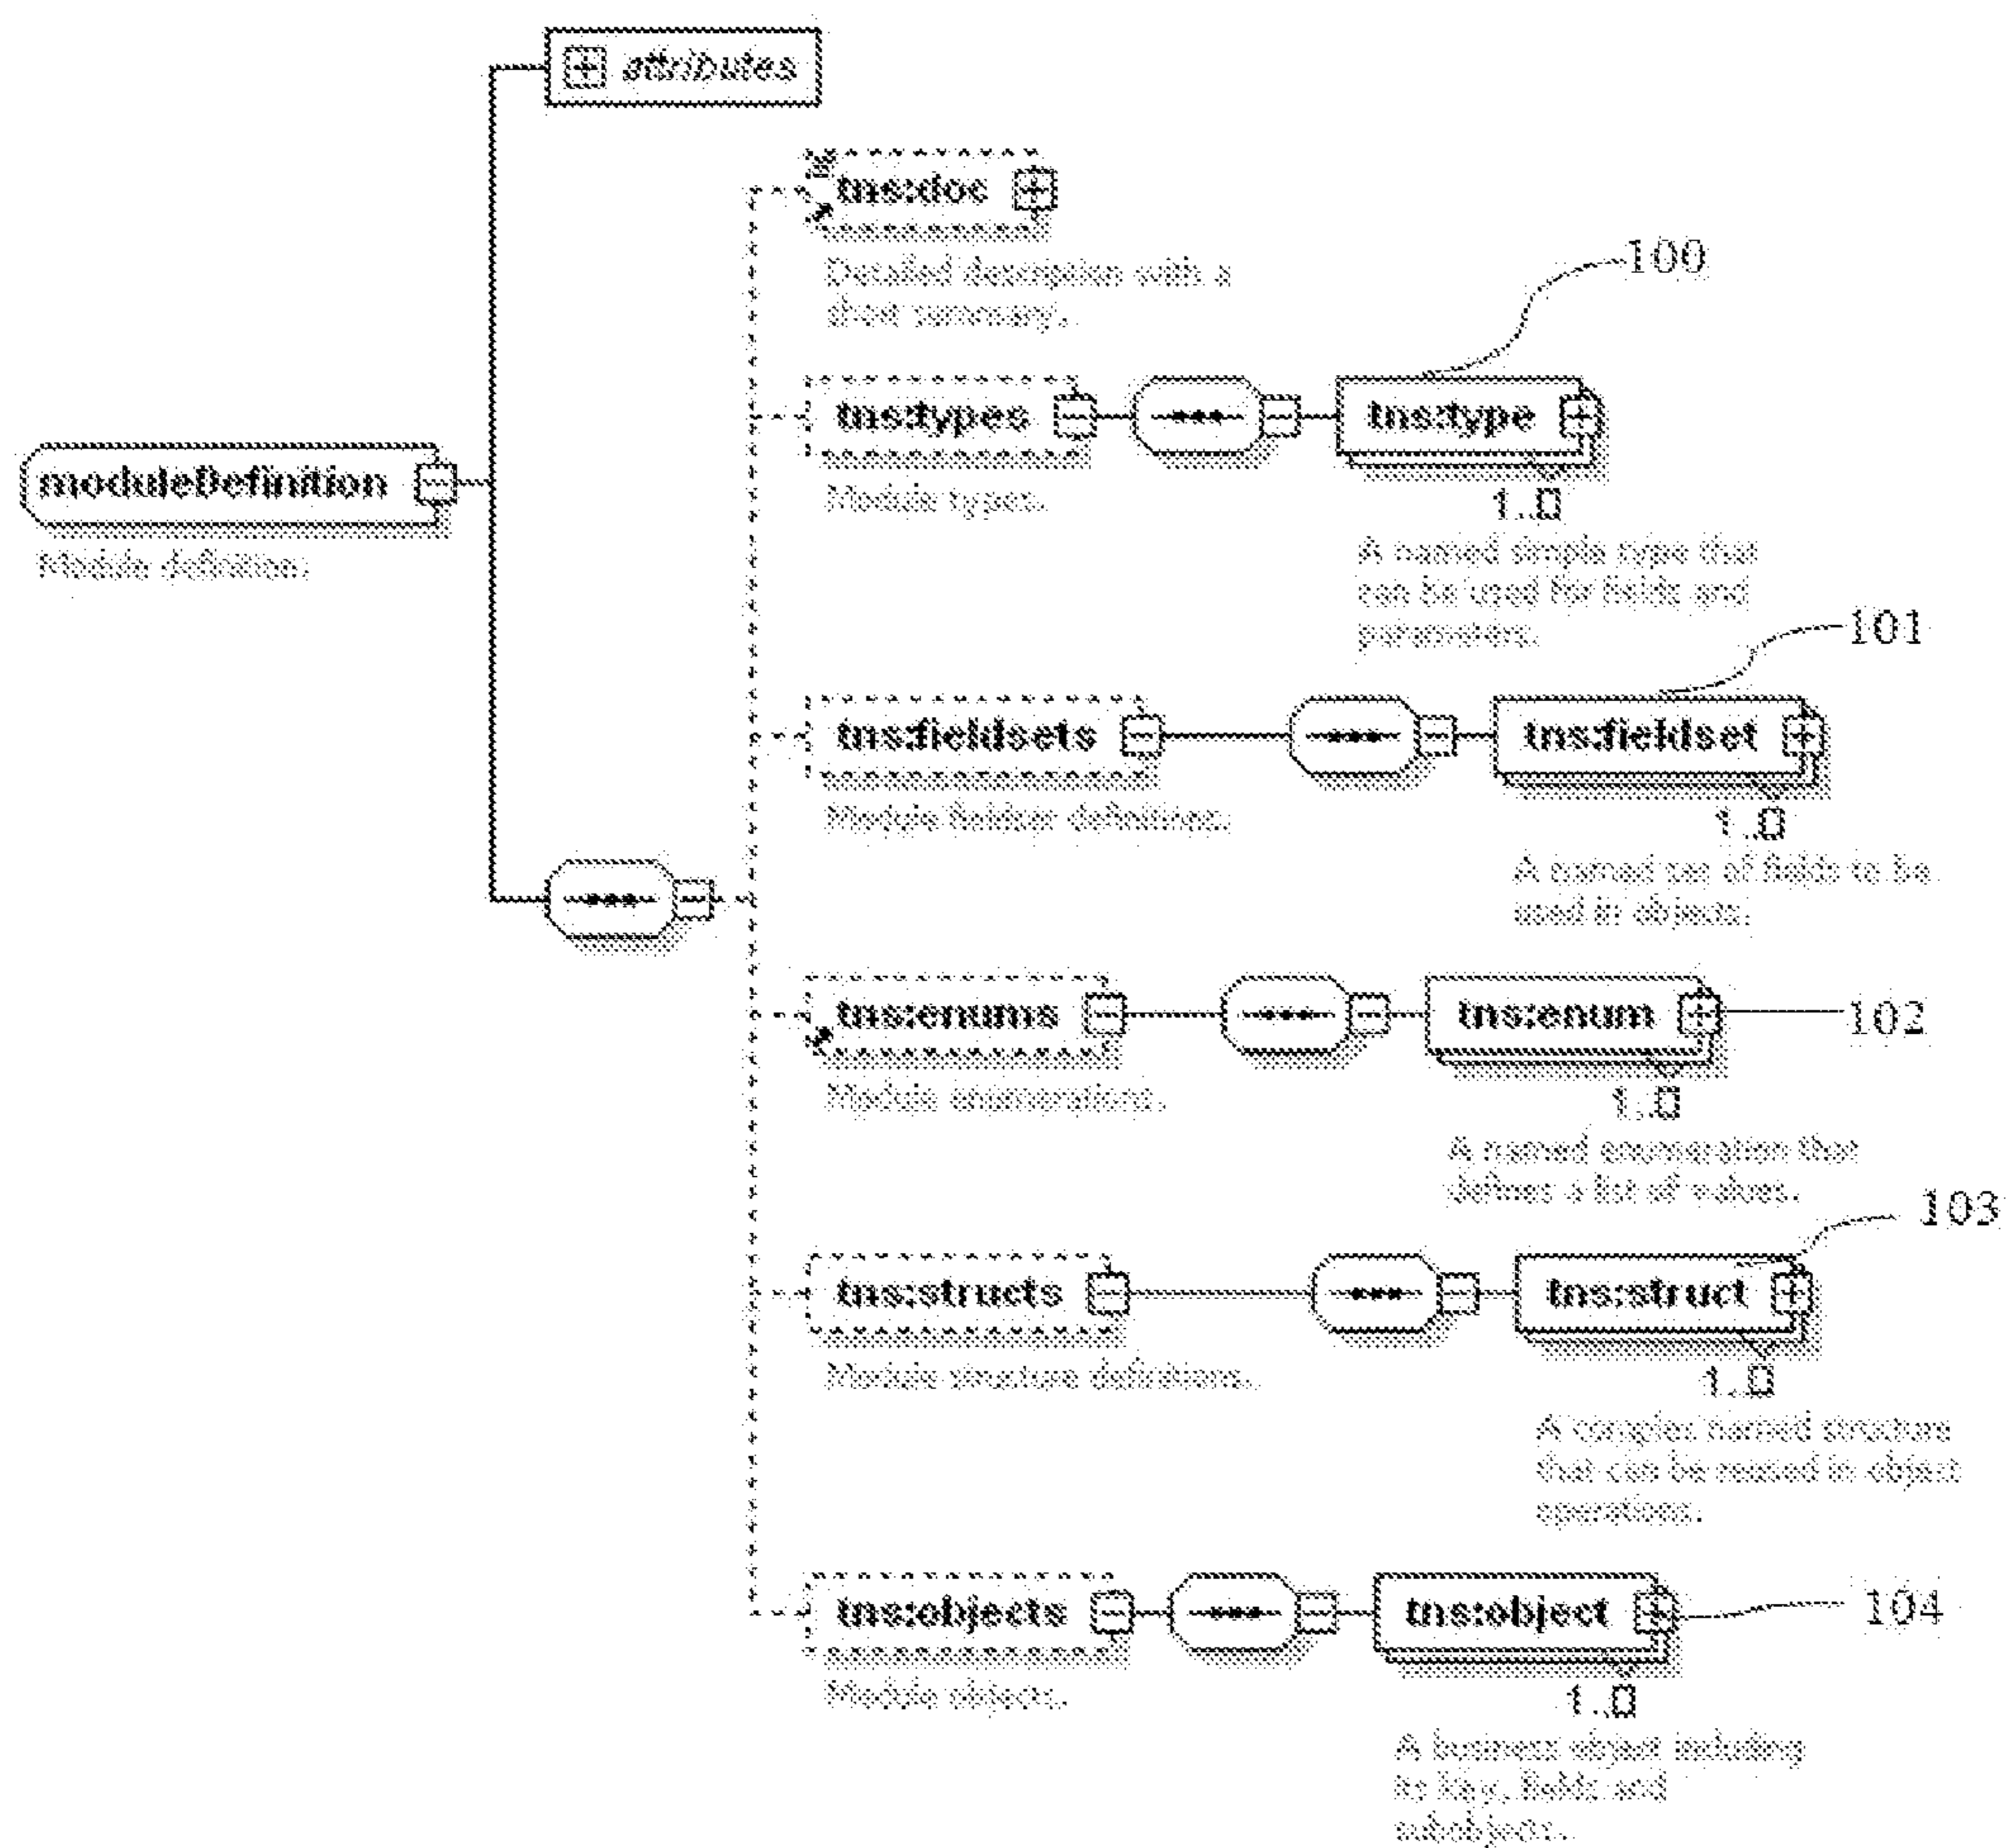 attributes
tns:doc
Detailed description with a
short summary.
100
tns:types
tns:type
Module types.
1..▯
A named simple type that
can be used for fields and
parameters.
moduleDefinition
Module definition.
101
tns:fieldsets
tns:fieldset
Module fieldset definitions.
1..▯
A named set of fields to be
used in objects.
tns:enums
tns:enum
102
Module enumerations.
1..▯
A named enumeration that
defines a list of values.
103
tns:structs
tns:struct
Module structure definitions.
1..▯
A complex named structure
that can be reused in object
operations.
tns:objects
tns:object
104
Module objects.
1..▯
A business object including
its key, fields and
subobjects.